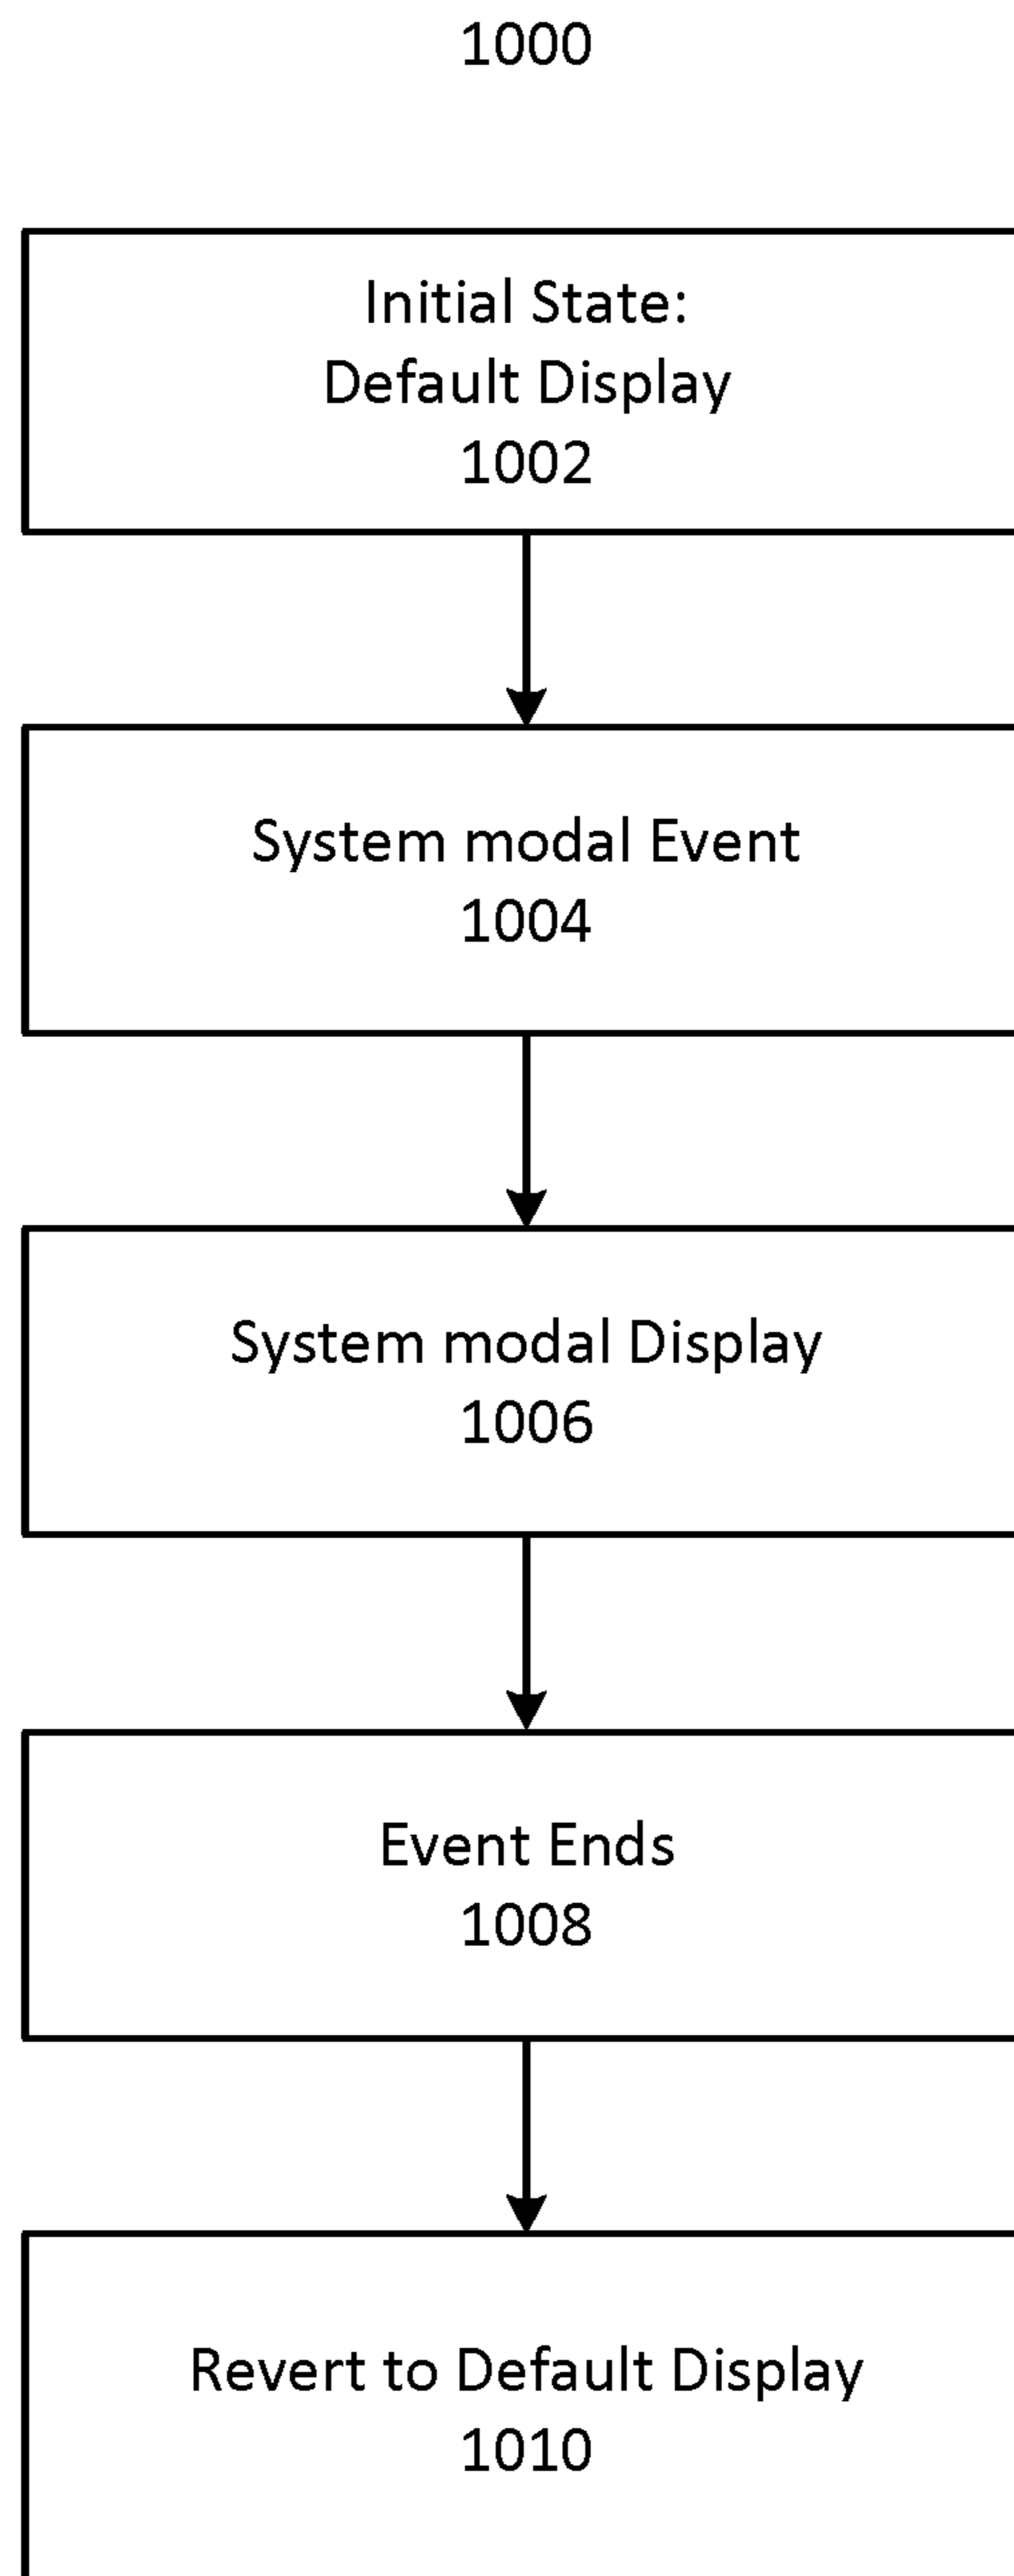 1000
Initial State:
Default Display
1002
System modal Event
1004
System modal Display
1006
Event Ends
1008
Revert to Default Display
1010